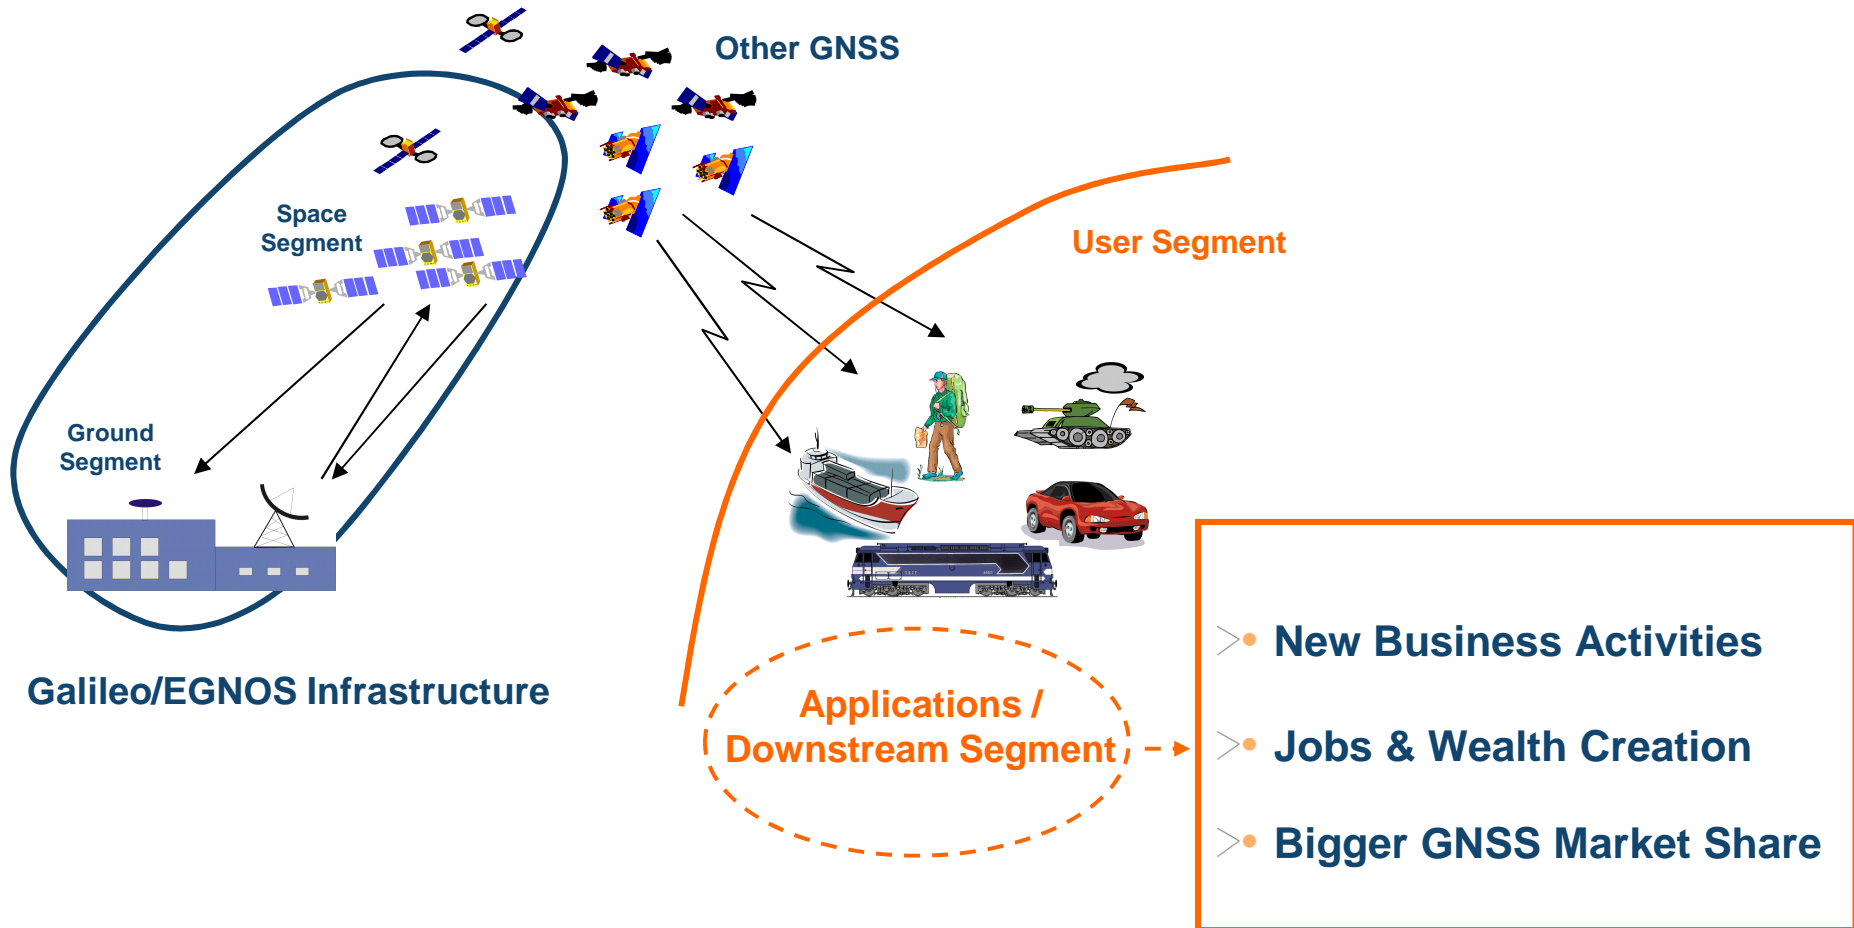 Other GNSS
Space
Segment
User Segment
Ground
Segment
Galileo/EGNOS Infrastructure
Applications /
Downstream Segment
New Business Activities
Jobs & Wealth Creation
Bigger GNSS Market Share